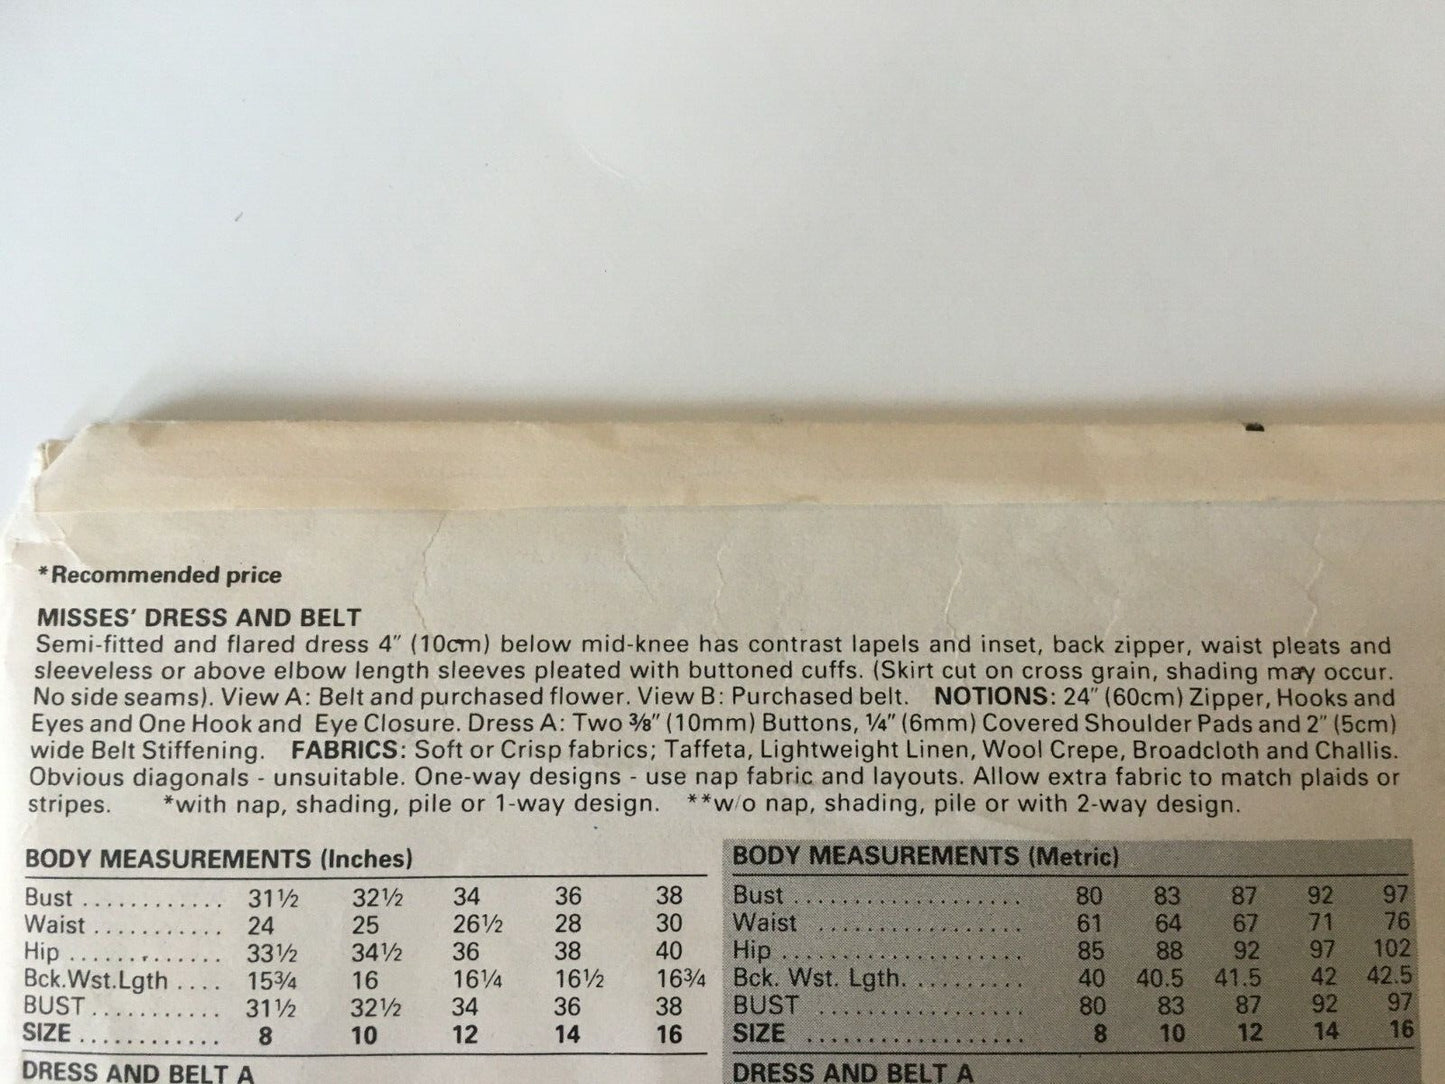 *Recommended price
MISSES' DRESS AND BELT
Semi-fitted and flared dress 4" (10cm) below mid-knee has contrast lapels and inset, back zipper, waist pleats and
sleeveless or above elbow length sleeves pleated with buttoned cuffs. (Skirt cut on cross grain, shading may occur.
No side seams). View A: Belt and purchased flower. View B: Purchased belt. NOTIONS: 24" (60cm) Zipper, Hooks and
Eyes and One Hook and Eye Closure. Dress A: Two ⅜" (10mm) Buttons, ¼" (6mm) Covered Shoulder Pads and 2" (5cm)
wide Belt Stiffening. FABRICS: Soft or Crisp fabrics; Taffeta, Lightweight Linen, Wool Crepe, Broadcloth and Challis.
Obvious diagonals - unsuitable. One-way designs - use nap fabric and layouts. Allow extra fabric to match plaids or
stripes. *with nap, shading, pile or 1-way design. **w/o nap, shading, pile or with 2-way design.
BODY MEASUREMENTS (Inches)
Bust ............ 31½ 32½ 34 36 38
Waist ........... 24 25 26½ 28 30
Hip ............. 33½ 34½ 36 38 40
Bck.Wst.Lgth .... 15¾ 16 16¼ 16½ 16¾
BUST ........... 31½ 32½ 34 36 38
SIZE ............ 8 10 12 14 16
DRESS AND BELT A
BODY MEASUREMENTS (Metric)
Bust .................... 80 83 87 92 97
Waist .................. 61 64 67 71 76
Hip ..................... 85 88 92 97 102
Bck. Wst. Lgth. .......... 40 40.5 41.5 42 42.5
BUST .................. 80 83 87 92 97
SIZE ................... 8 10 12 14 16
DRESS AND BELT A